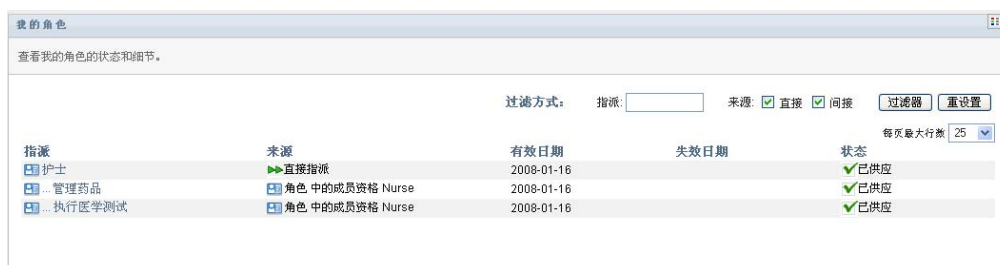 我的角色
查看我的角色的状态和细节。
过滤方式: 指派: 来源: 直接 间接 过滤器 重设置
每页最大行数 25
指派 来源 有效日期 失效日期 状态
护士 直接指派 2008-01-16 已供应
...管理药品 角色 中的成员资格 Nurse 2008-01-16 已供应
...执行医学测试 角色 中的成员资格 Nurse 2008-01-16 已供应